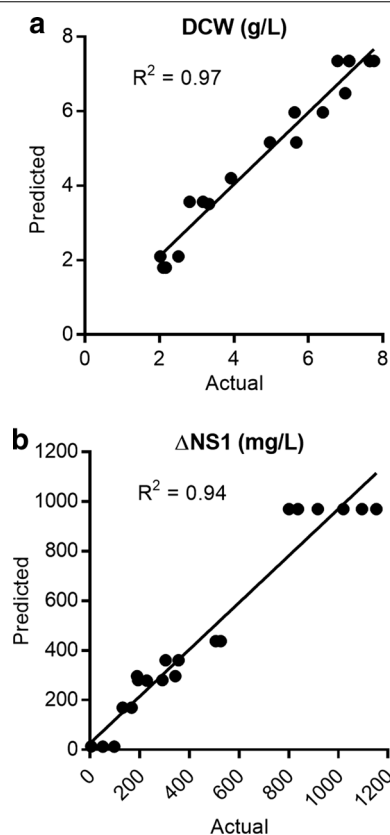 a
DCW (g/L)
R² = 0.97
Predicted
8
6
4
2
0
0 2 4 6 8
Actual
b
ΔNS1 (mg/L)
R² = 0.94
Predicted
1200
1000
800
600
400
200
0
0 200 400 600 800 1000 1200
Actual